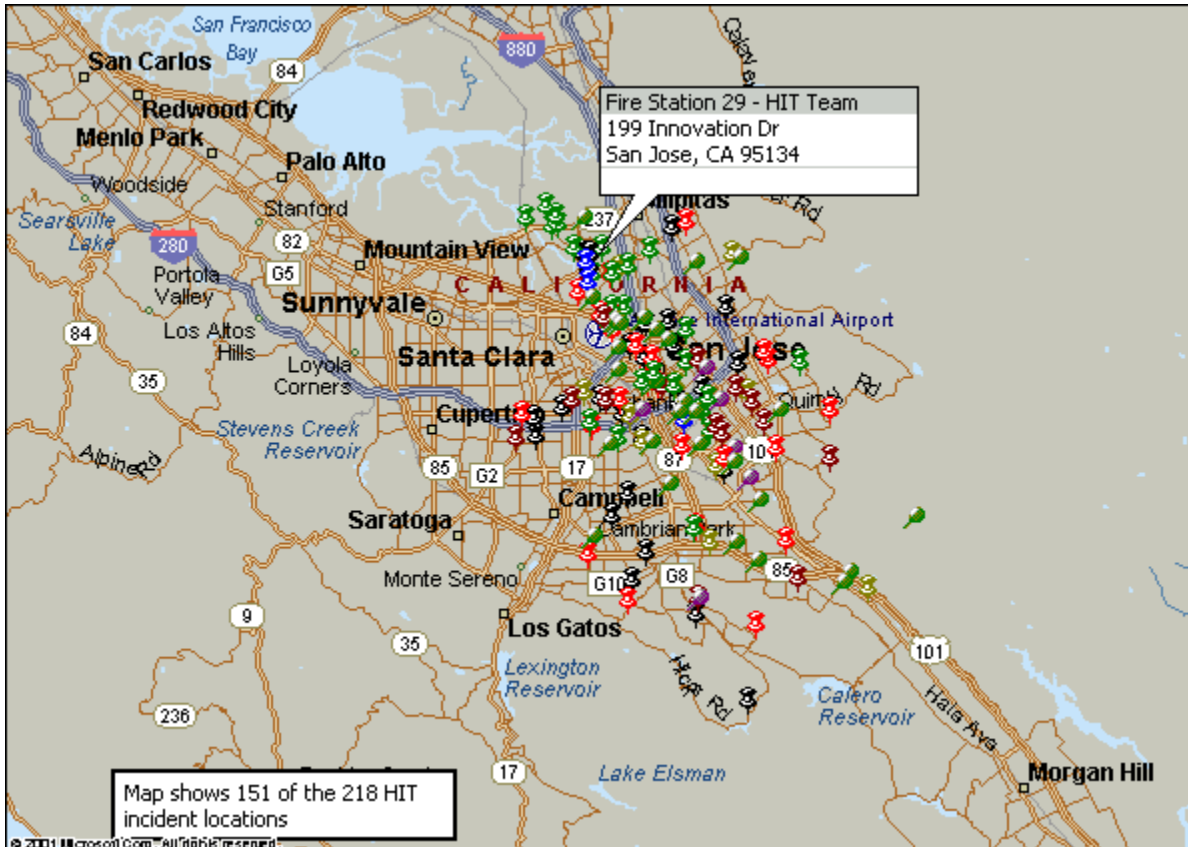 San Francisco
Bay
880
San Carlos
84
Redwood City
Fire Station 29 - HIT Team
199 Innovation Dr
San Jose, CA 95134
Menlo Park
Palo Alto
Woodside
Stanford
Searsville
Lake
280
82
237
Mountain View
G5
Portola
Valley
CALIFORNIA
Sunnyvale
International Airport
84
Los Altos
Hills
Santa Clara
San Jose
Loyola
Corners
35
Rd
Stevens Creek
Reservoir
Alpine Rd
85
G2
17
87
101
Campbell
Saratoga
Cambrian Park
Monte Sereno
G10
G8
85
9
Los Gatos
35
101
Lexington
Reservoir
Rd
Calero
Reservoir
Hale Ave
236
17
Lake Elsman
Morgan Hill
Map shows 151 of the 218 HIT
incident locations